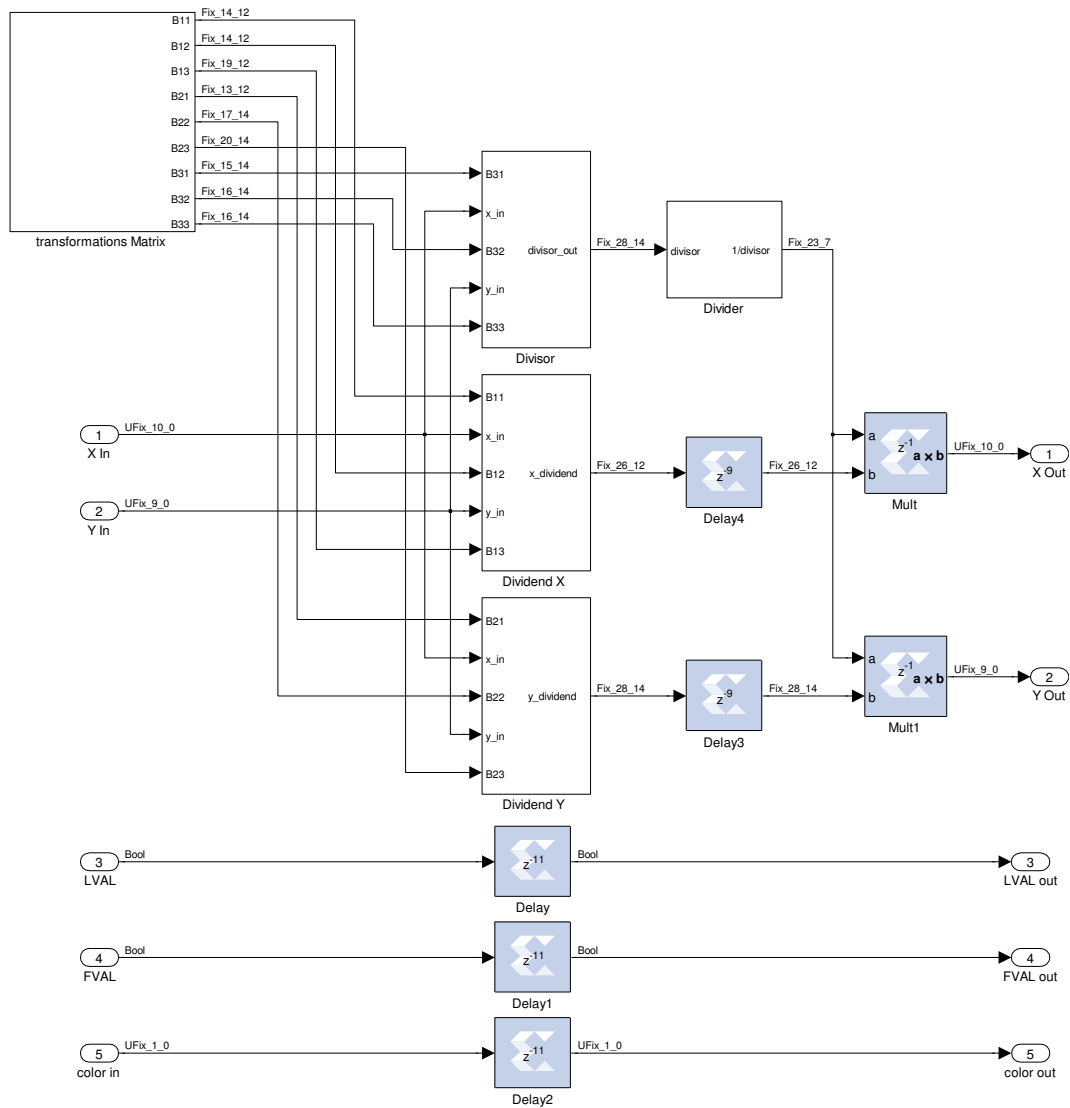 B11 Fix_14_12
B12 Fix_14_12
B13 Fix_19_12
B21 Fix_13_12
B22 Fix_17_14
B23 Fix_20_14
B31 Fix_15_14
B32 Fix_16_14
B33 Fix_16_14
transformations Matrix
B31
x_in
B32
y_in
B33
divisor_out
Divisor
Fix_28_14
divisor 1/divisor
Divider
Fix_23_7
1
X In
UFix_10_0
2
Y In
UFix_9_0
B11
x_in
B12
y_in
B13
x_dividend
Dividend X
Fix_26_12
z-9
Delay4
Fix_26_12
a
b
z-1
a x b
Mult
UFix_10_0
1
X Out
B21
x_in
B22
y_in
B23
y_dividend
Dividend Y
Fix_28_14
z-9
Delay3
Fix_28_14
a
b
z-1
a x b
Mult1
UFix_9_0
2
Y Out
3
LVAL
Bool
z-11
Delay
Bool
3
LVAL out
4
FVAL
Bool
z-11
Delay1
Bool
4
FVAL out
5
color in
UFix_1_0
z-11
Delay2
UFix_1_0
5
color out